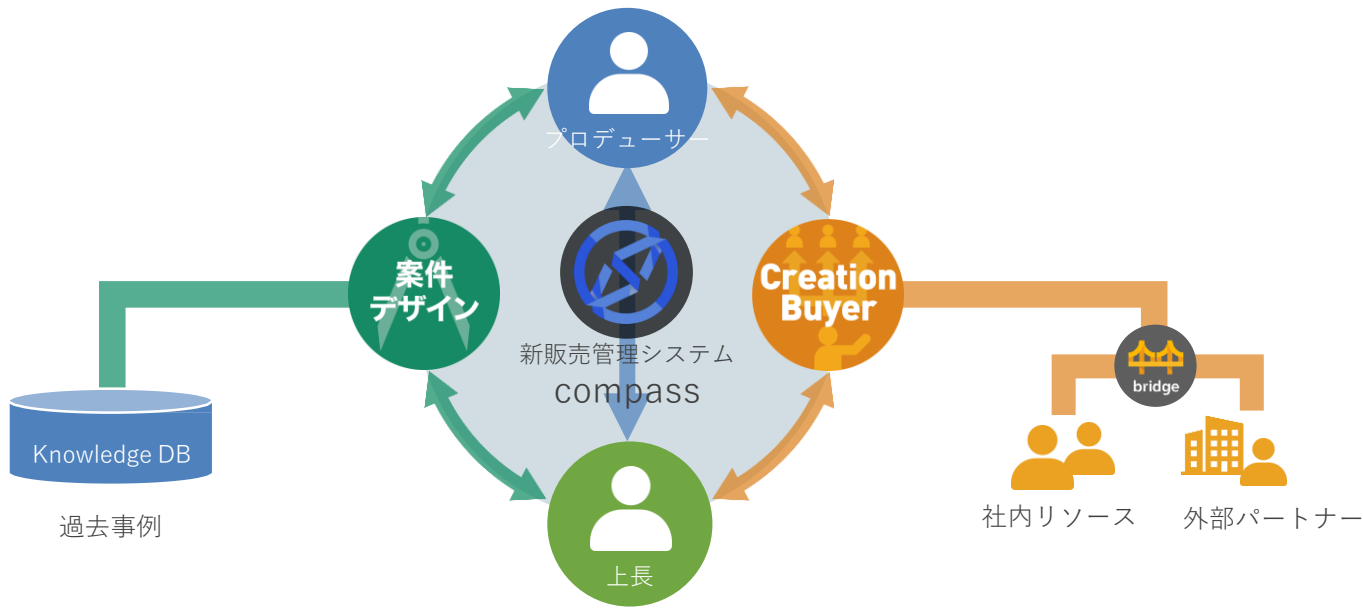 プロデューサー
案件
デザイン
Creation
Buyer
新販売管理システム
compass
bridge
Knowledge DB
過去事例
社内リソース
外部パートナー
上長